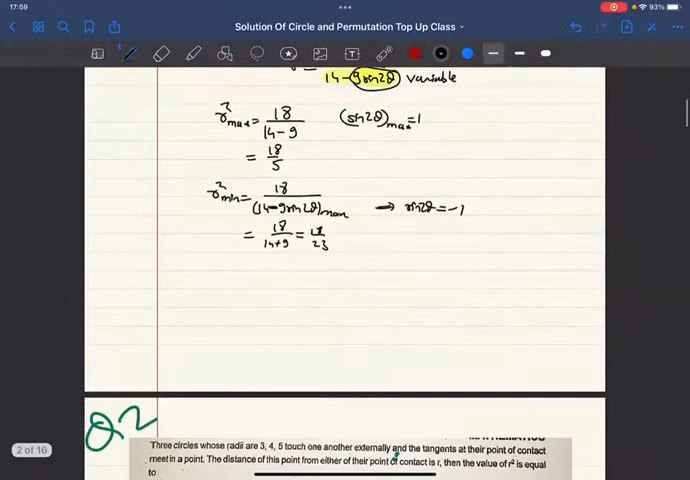 17:59
93%
Solution Of Circle and Permutation Top Up Class
14-9sin2θ variable
r²max = 18/(14-9) (sin2θ)max=1
= 18/5
r²min = 18/(14-9sin2θ)max → sin2θ=-1
= 18/(14+9) = 18/23
Q2
2 of 16
Three circles whose radii are 3, 4, 5 touch one another externally and the tangents at their point of contact
meet in a point. The distance of this point from either of their point of contact is r, then the value of r² is equal
to